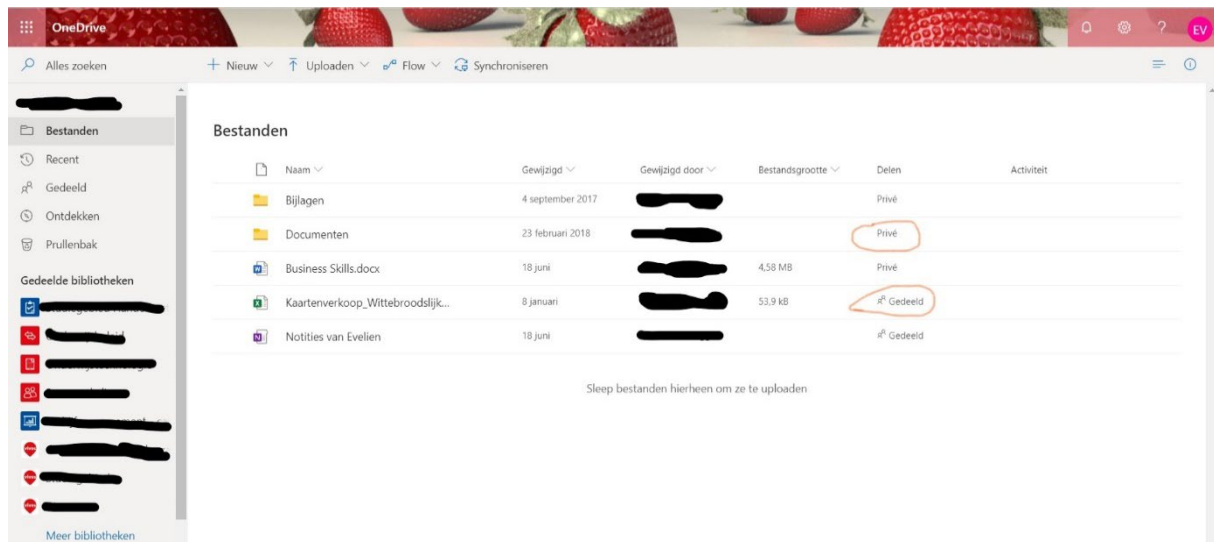 OneDrive
EV
Alles zoeken
Nieuw Uploaden Flow Synchroniseren
Bestanden
Recent
Gedeeld
Ontdekken
Prullenbak
Gedeelde bibliotheken
Meer bibliotheken
Bestanden
Naam Gewijzigd Gewijzigd door Bestandsgrootte Delen Activiteit
Bijlagen 4 september 2017 Privé
Documenten 23 februari 2018 Privé
Business Skills.docx 18 juni 4,58 MB Privé
Kaartenverkoop_Wittebroodslijk... 8 januari 53,9 kB Gedeeld
Notities van Evelien 18 juni Gedeeld
Sleep bestanden hierheen om ze te uploaden